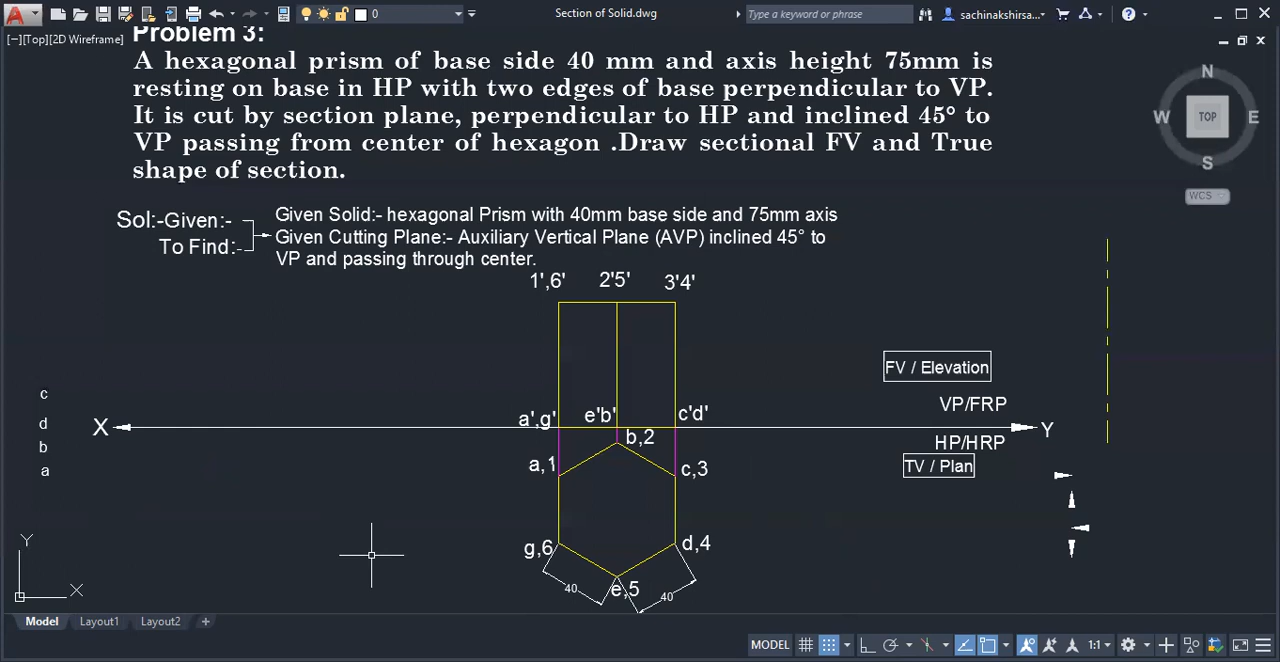 0
Section of Solid.dwg
Type a keyword or phrase
sachinakshirsa...
[−][Top][2D Wireframe]
Problem 3:
A hexagonal prism of base side 40 mm and axis height 75mm is
resting on base in HP with two edges of base perpendicular to VP.
It is cut by section plane, perpendicular to HP and inclined 45° to
VP passing from center of hexagon .Draw sectional FV and True
shape of section.
N
W
TOP
E
S
WCS
Sol:-Given:-
To Find:-
Given Solid:- hexagonal Prism with 40mm base side and 75mm axis
Given Cutting Plane:- Auxiliary Vertical Plane (AVP) inclined 45° to
VP and passing through center.
1',6'
2'5'
3'4'
FV / Elevation
VP/FRP
c
d
b
a
X
a',g'
e'b'
c'd'
Y
b,2
HP/HRP
TV / Plan
a,1
c,3
g,6
d,4
e,5
40
40
Y
X
Model
Layout1
Layout2
+
MODEL
1:1